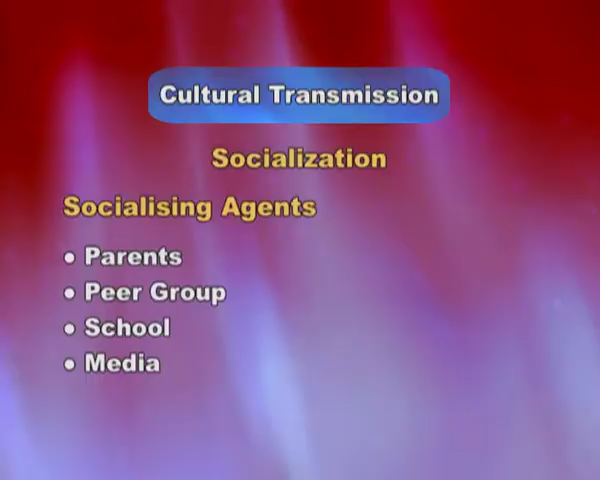 Cultural Transmission
Socialization
Socialising Agents
• Parents
• Peer Group
• School
• Media